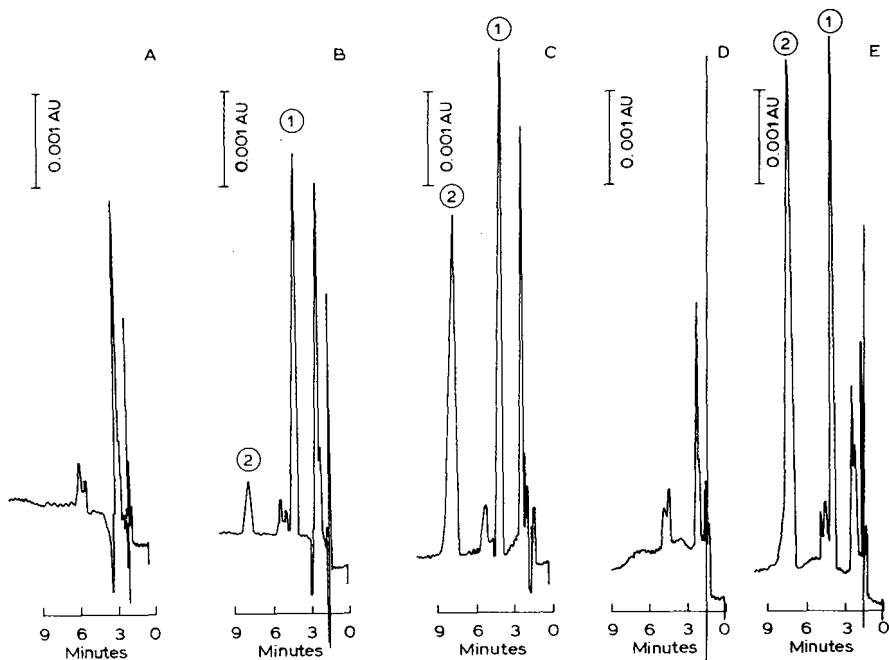 A
0.001 AU
9 6 3 0
Minutes
B
0.001 AU
1
2
9 6 3 0
Minutes
C
0.001 AU
1
2
9 6 3 0
Minutes
D
0.001 AU
9 6 3 0
Minutes
E
0.001 AU
1
2
9 6 3 0
Minutes